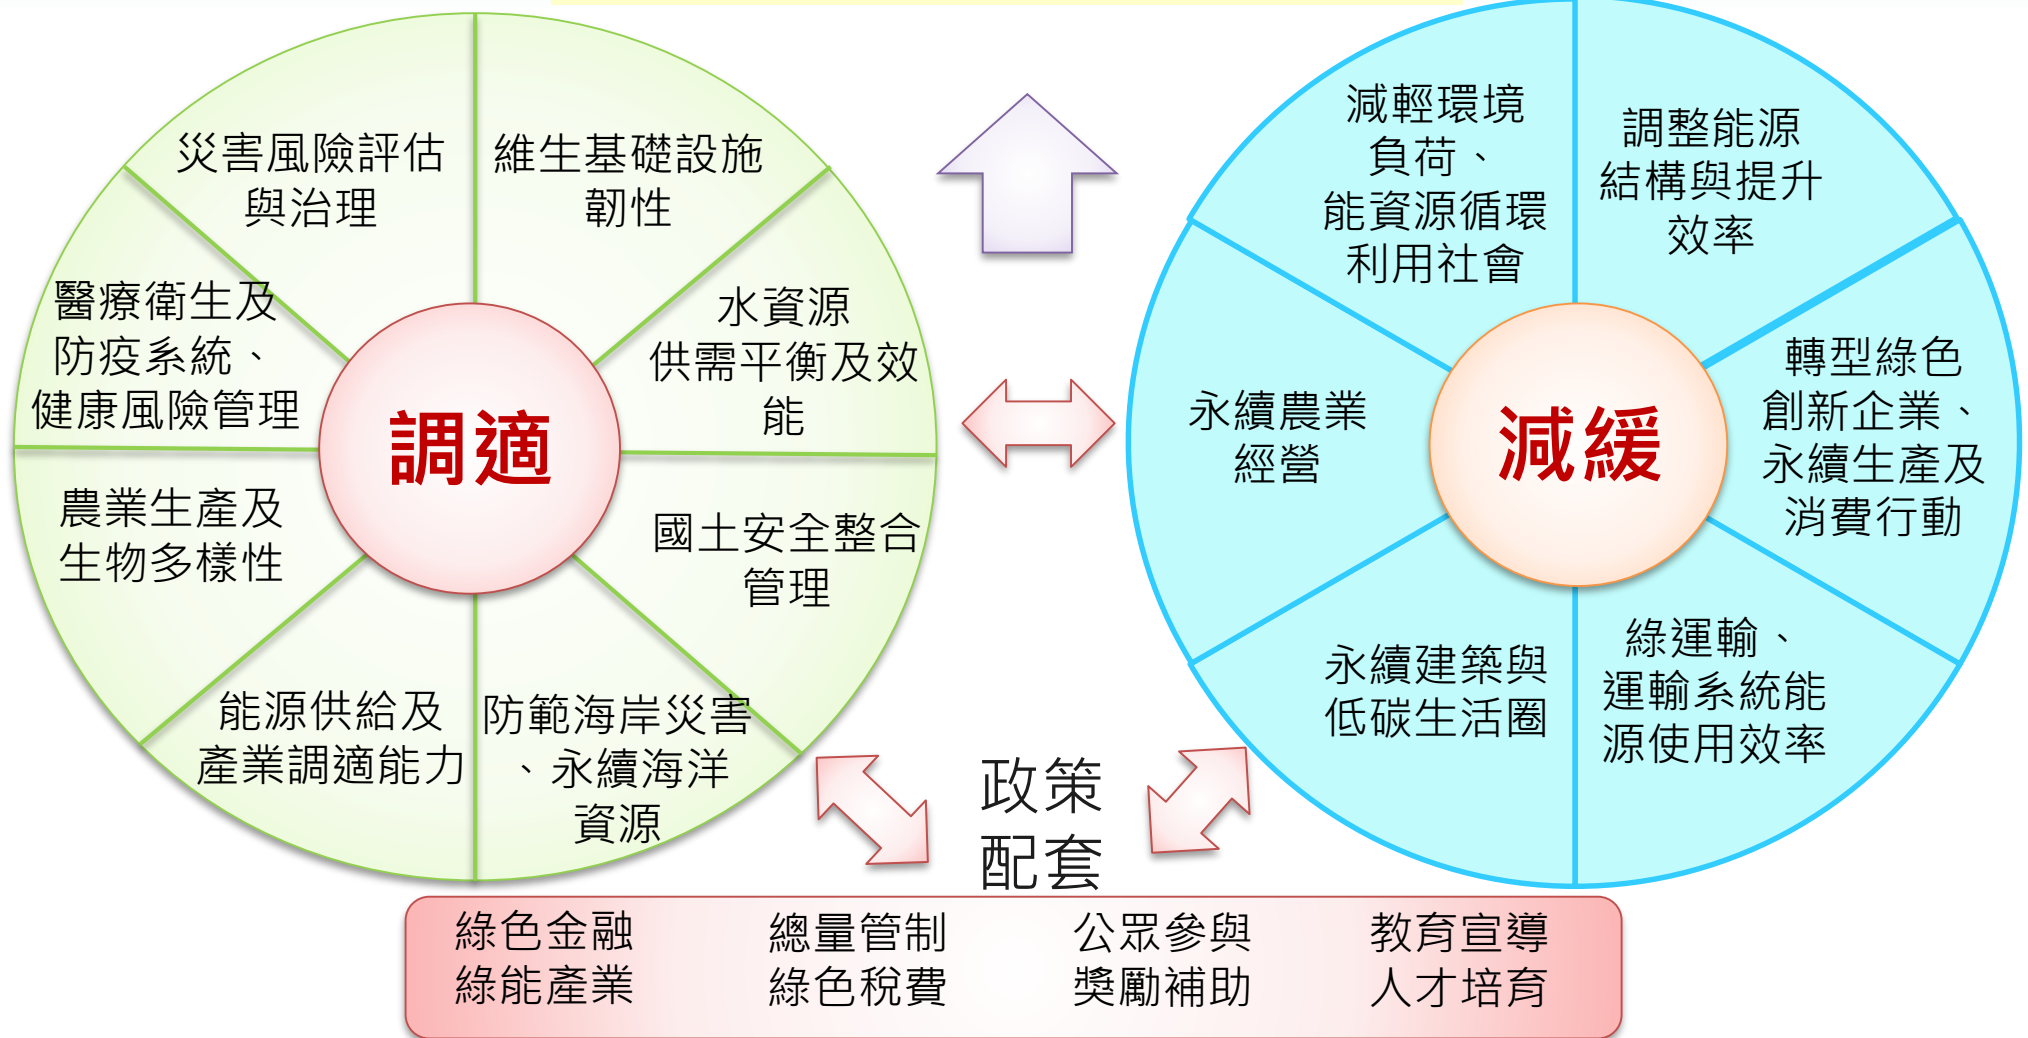 災害風險評估
與治理
維生基礎設施
韌性
水資源
供需平衡及效
能
國土安全整合
管理
防範海岸災害
、永續海洋
資源
能源供給及
產業調適能力
農業生產及
生物多樣性
醫療衛生及
防疫系統、
健康風險管理
調適
減輕環境
負荷、
能資源循環
利用社會
調整能源
結構與提升
效率
轉型綠色
創新企業、
永續生產及
消費行動
綠運輸、
運輸系統能
源使用效率
永續建築與
低碳生活圈
永續農業
經營
減緩
政策
配套
綠色金融
綠能產業
總量管制
綠色稅費
公眾參與
獎勵補助
教育宣導
人才培育